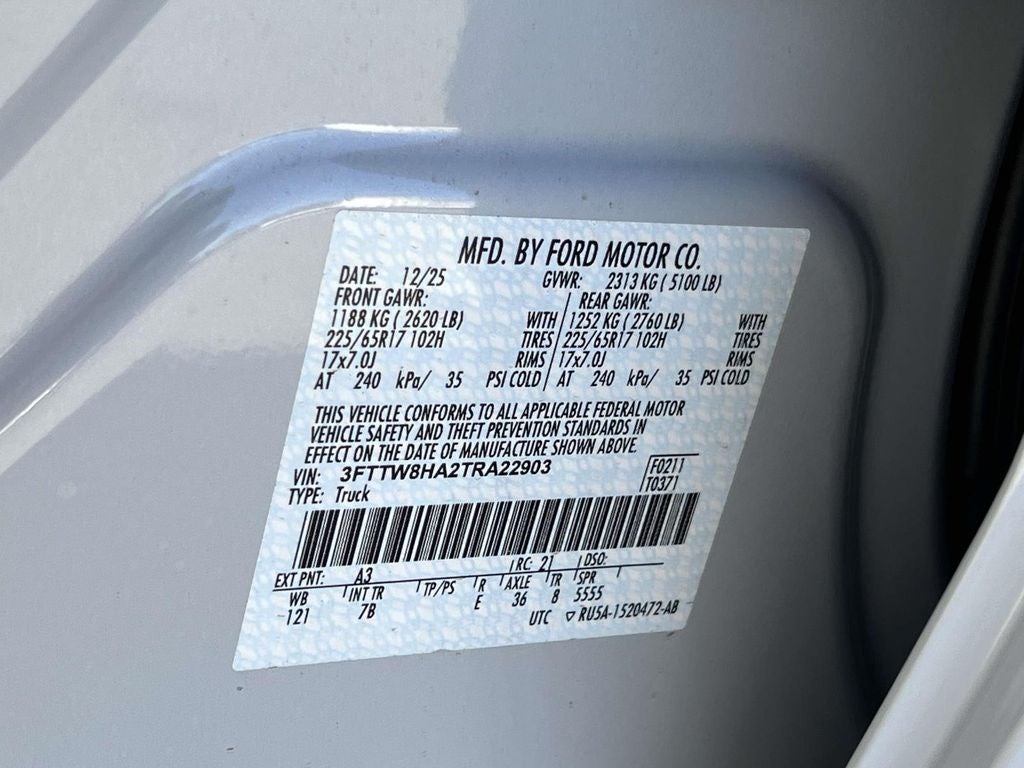 MFD. BY FORD MOTOR CO.
DATE: 12/25 GVWR: 2313 KG ( 5100 LB)
FRONT GAWR: REAR GAWR:
1188 KG ( 2620 LB) WITH 1252 KG ( 2760 LB) WITH
225/65R17 102H TIRES 225/65R17 102H TIRES
17x7.0J RIMS 17x7.0J RIMS
AT 240 kPa/ 35 PSI COLD AT 240 kPa/ 35 PSI COLD
THIS VEHICLE CONFORMS TO ALL APPLICABLE FEDERAL MOTOR
VEHICLE SAFETY AND THEFT PREVENTION STANDARDS IN
EFFECT ON THE DATE OF MANUFACTURE SHOWN ABOVE.
VIN: 3FTTW8HA2TRA22903 F0211
TYPE: Truck T0371
EXT PNT: A3 RC: 21 DSO:
WB INT TR TP/PS R AXLE TR SPR
121 7B E 36 8 5555
UTC ▽ RU5A-1520472-AB